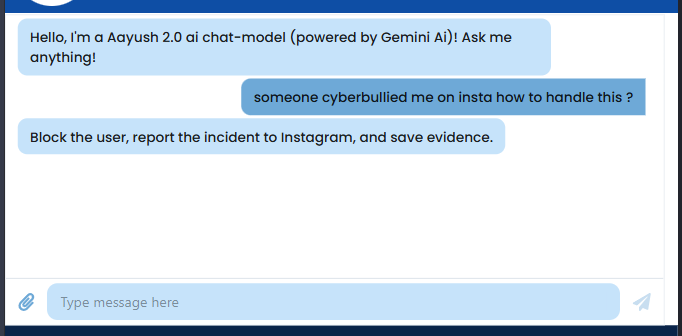 Hello, I'm a Aayush 2.0 ai chat-model (powered by Gemini Ai)! Ask me
anything!
someone cyberbullied me on insta how to handle this ?
Block the user, report the incident to Instagram, and save evidence.
Type message here